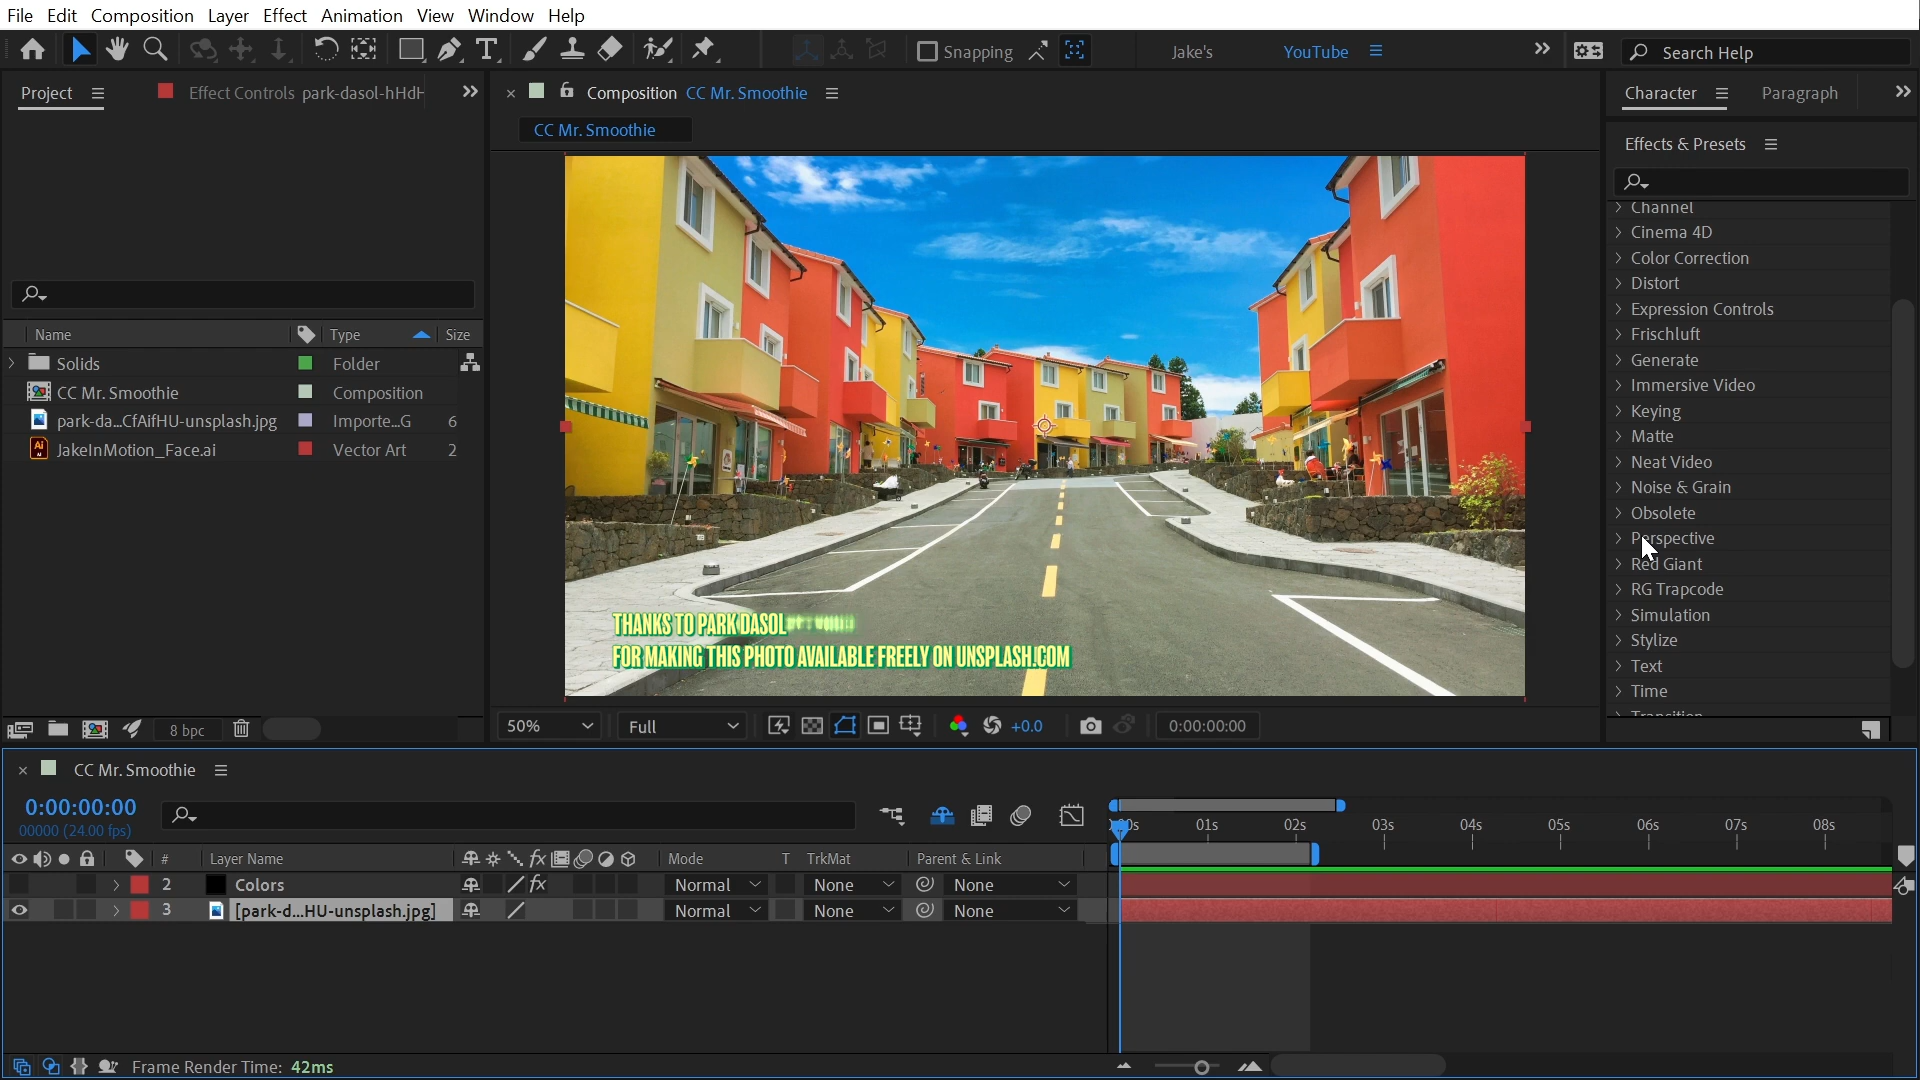 File Edit Composition Layer Effect Animation View Window Help
Snapping Jake's YouTube Search Help
Project Effect Controls park-dasol-hHdH
Composition CC Mr. Smoothie
CC Mr. Smoothie
Character Paragraph
Effects & Presets
Channel
Cinema 4D
Color Correction
Distort
Expression Controls
Frischluft
Generate
Immersive Video
Keying
Matte
Neat Video
Noise & Grain
Obsolete
Perspective
Red Giant
RG Trapcode
Simulation
Stylize
Text
Time
Transition
Name Type Size
Solids Folder
CC Mr. Smoothie Composition
park-da...CfAifHU-unsplash.jpg Importe...G 6
JakeInMotion_Face.ai Vector Art 2
8 bpc
THANKS TO PARK DASOL
FOR MAKING THIS PHOTO AVAILABLE FREELY ON UNSPLASH.COM
50% Full +0.0 0:00:00:00
CC Mr. Smoothie
0:00:00:00
00000 (24.00 fps)
01s 02s 03s 04s 05s 06s 07s 08s
# Layer Name fx Mode T TrkMat Parent & Link
2 Colors fx Normal None None
3 [park-d...HU-unsplash.jpg] Normal None None
Frame Render Time: 42ms